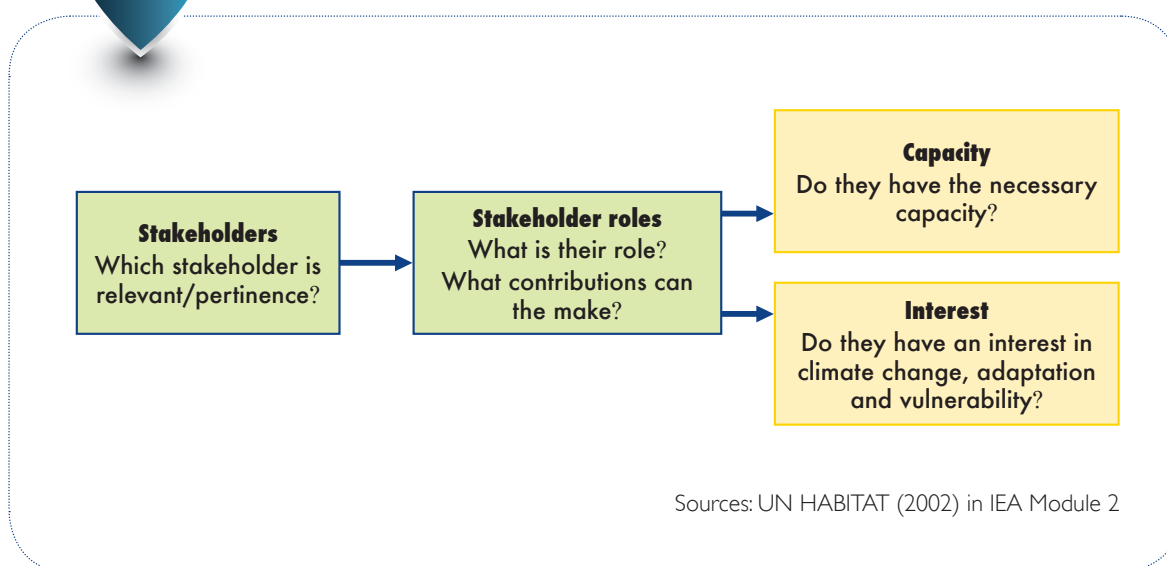 Stakeholders
Which stakeholder is
relevant/pertinence?
Stakeholder roles
What is their role?
What contributions can
the make?
Capacity
Do they have the necessary
capacity?
Interest
Do they have an interest in
climate change, adaptation
and vulnerability?
Sources: UN HABITAT (2002) in IEA Module 2